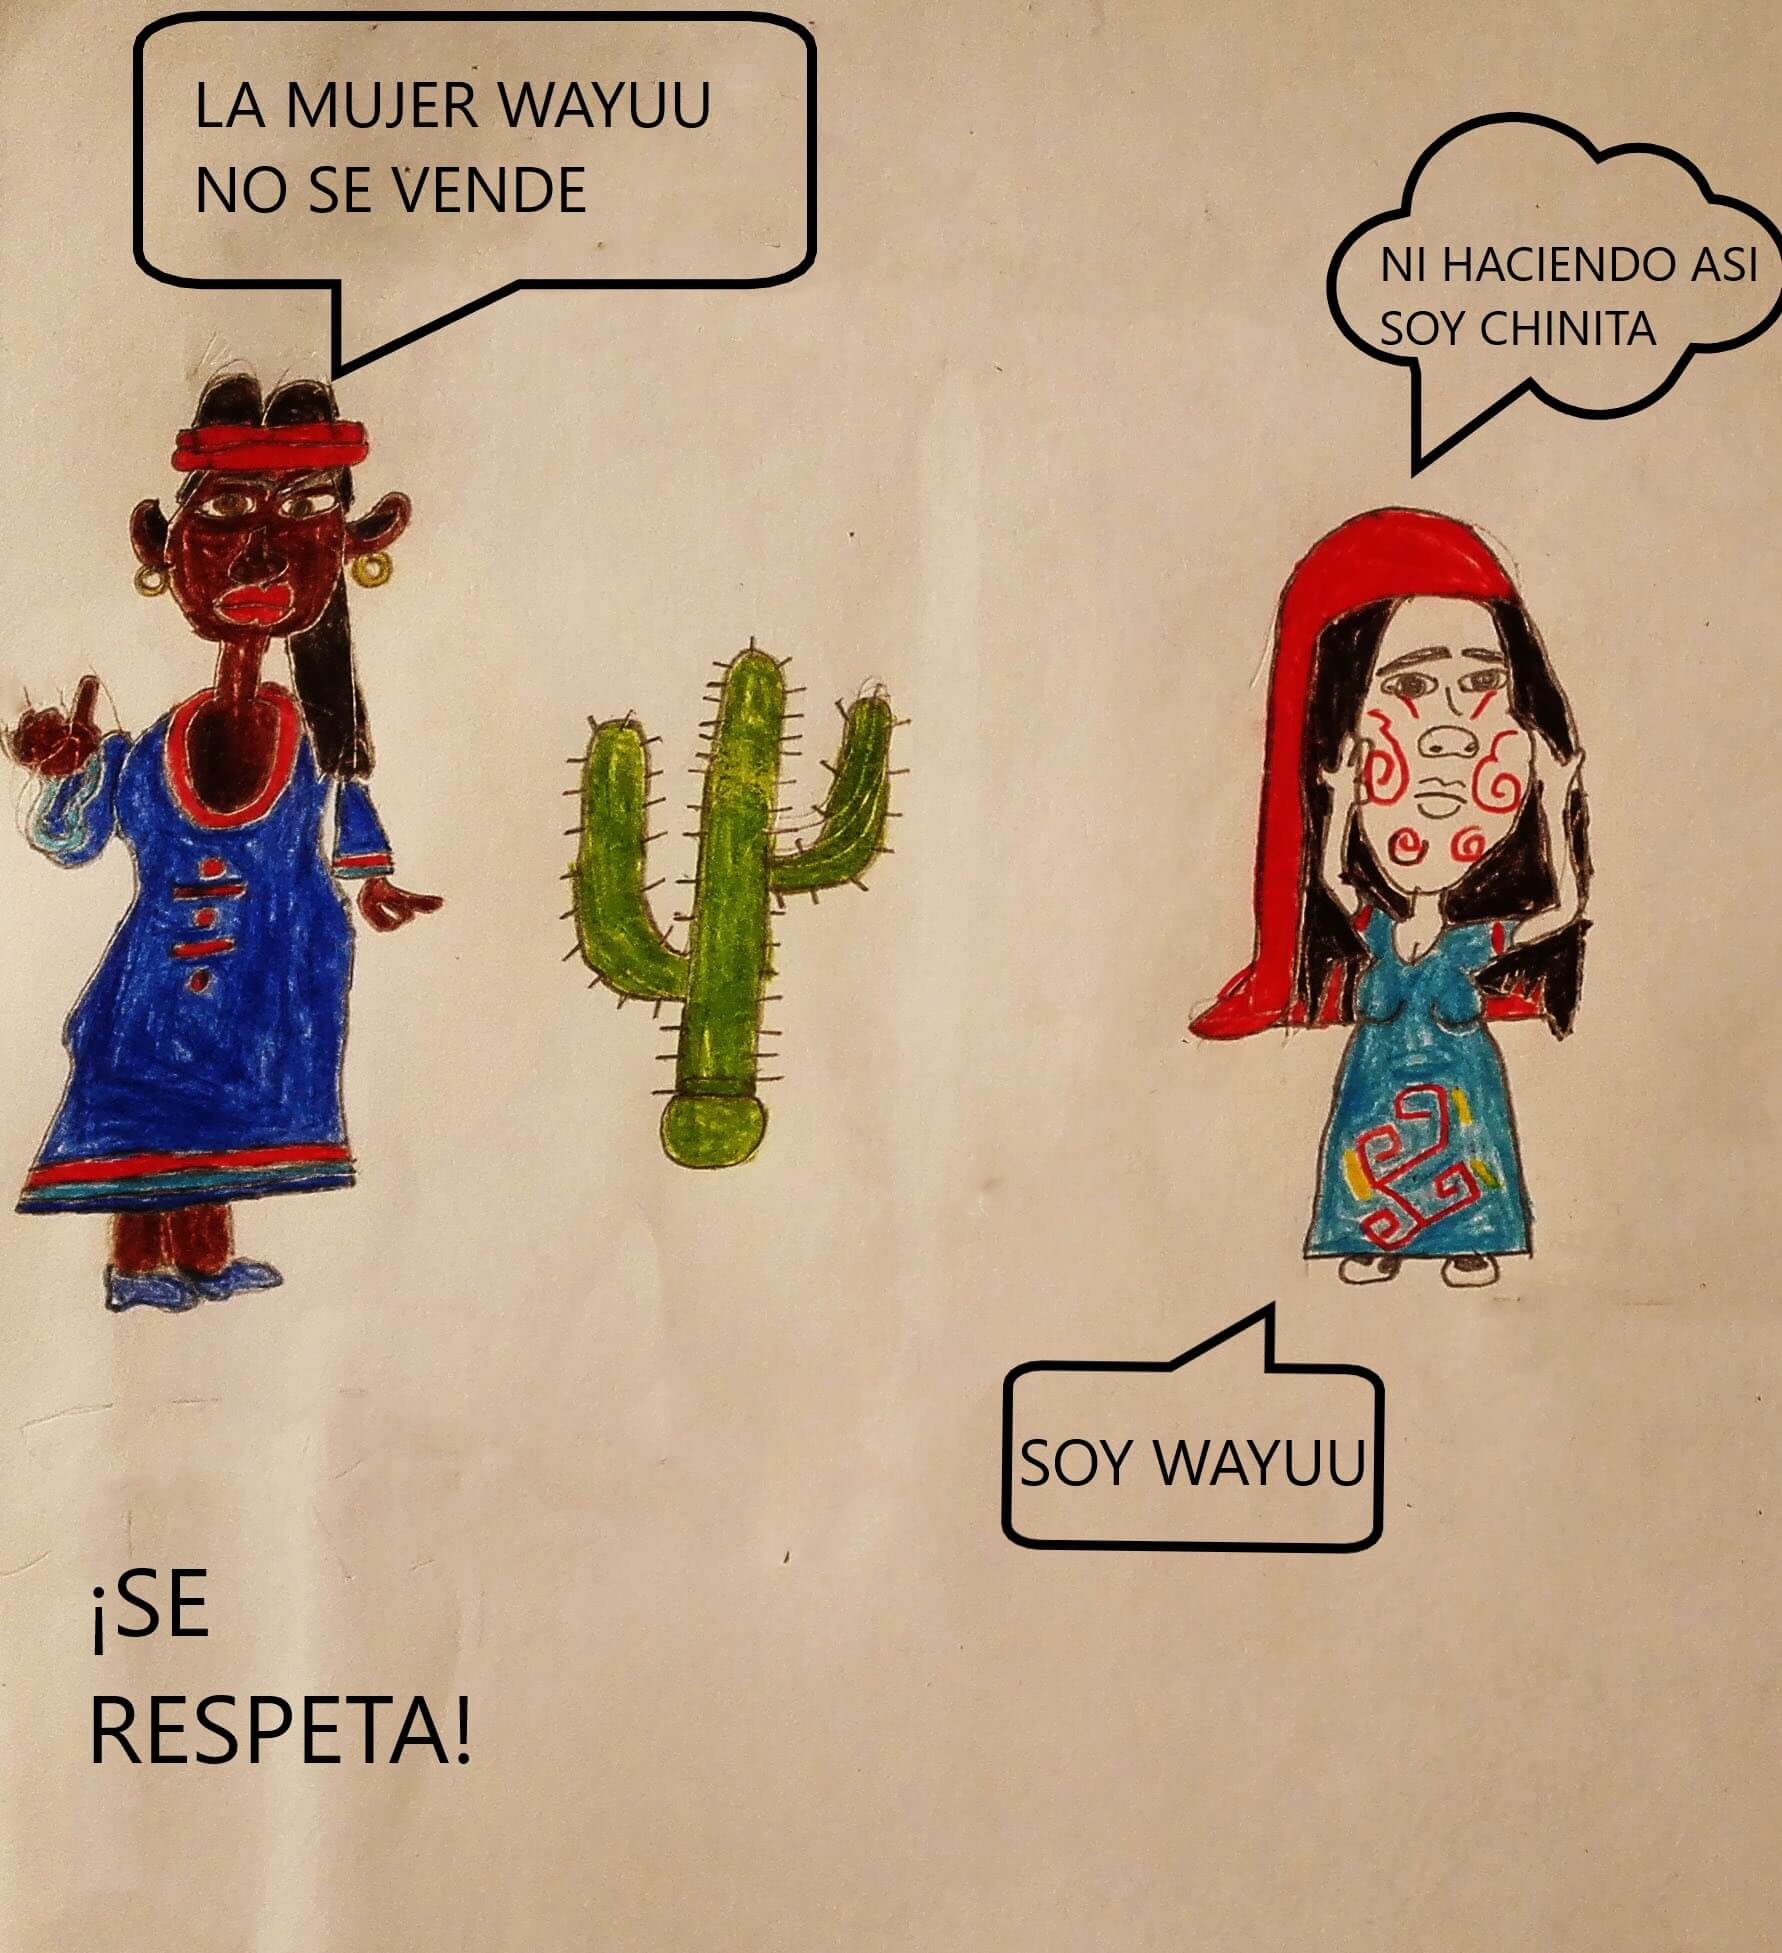 LA MUJER WAYUU
NO SE VENDE
NI HACIENDO ASI
SOY CHINITA
SOY WAYUU
¡SE
RESPETA!